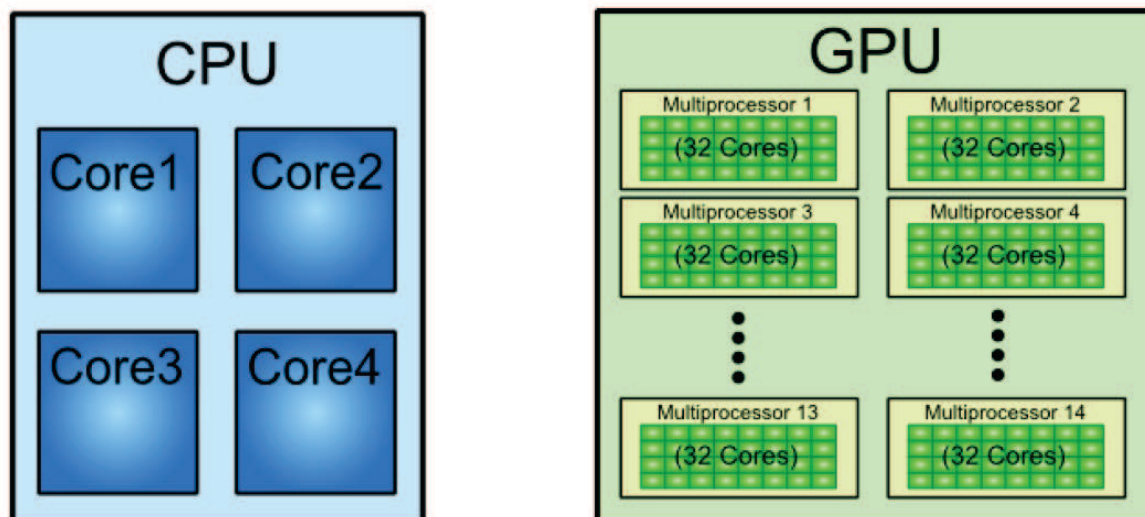 CPU
Core1
Core2
Core3
Core4
GPU
Multiprocessor 1
(32 Cores)
Multiprocessor 2
(32 Cores)
Multiprocessor 3
(32 Cores)
Multiprocessor 4
(32 Cores)
Multiprocessor 13
(32 Cores)
Multiprocessor 14
(32 Cores)